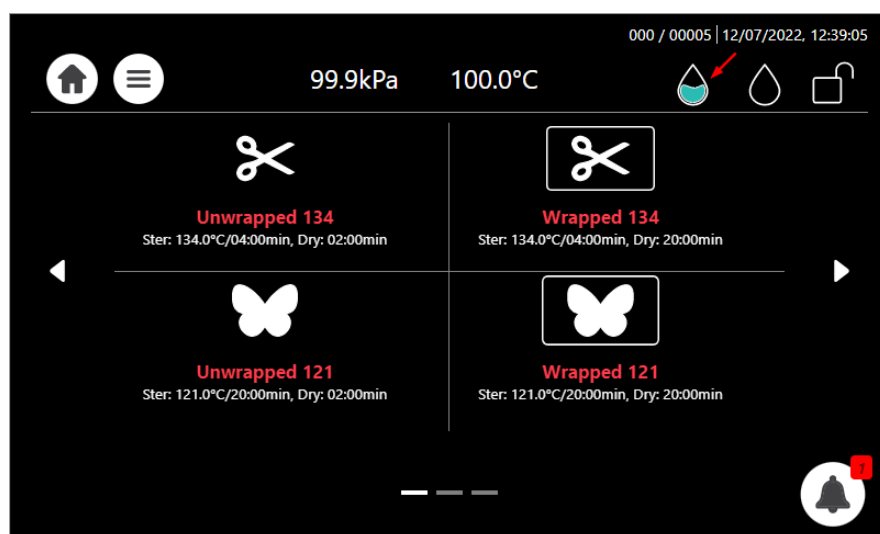 000 / 00005 | 12/07/2022, 12:39:05
99.9kPa 100.0°C
Unwrapped 134
Ster: 134.0°C/04:00min, Dry: 02:00min
Wrapped 134
Ster: 134.0°C/04:00min, Dry: 20:00min
Unwrapped 121
Ster: 121.0°C/20:00min, Dry: 02:00min
Wrapped 121
Ster: 121.0°C/20:00min, Dry: 20:00min
1